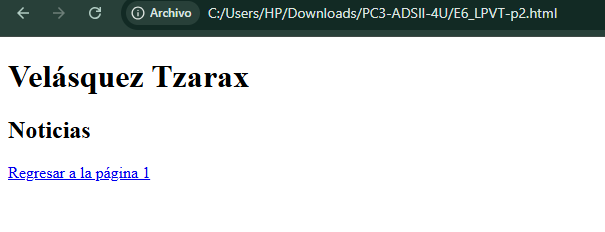 Archivo C:/Users/HP/Downloads/PC3-ADSII-4U/E6_LPVT-p2.html
Velásquez Tzarax
Noticias
Regresar a la página 1